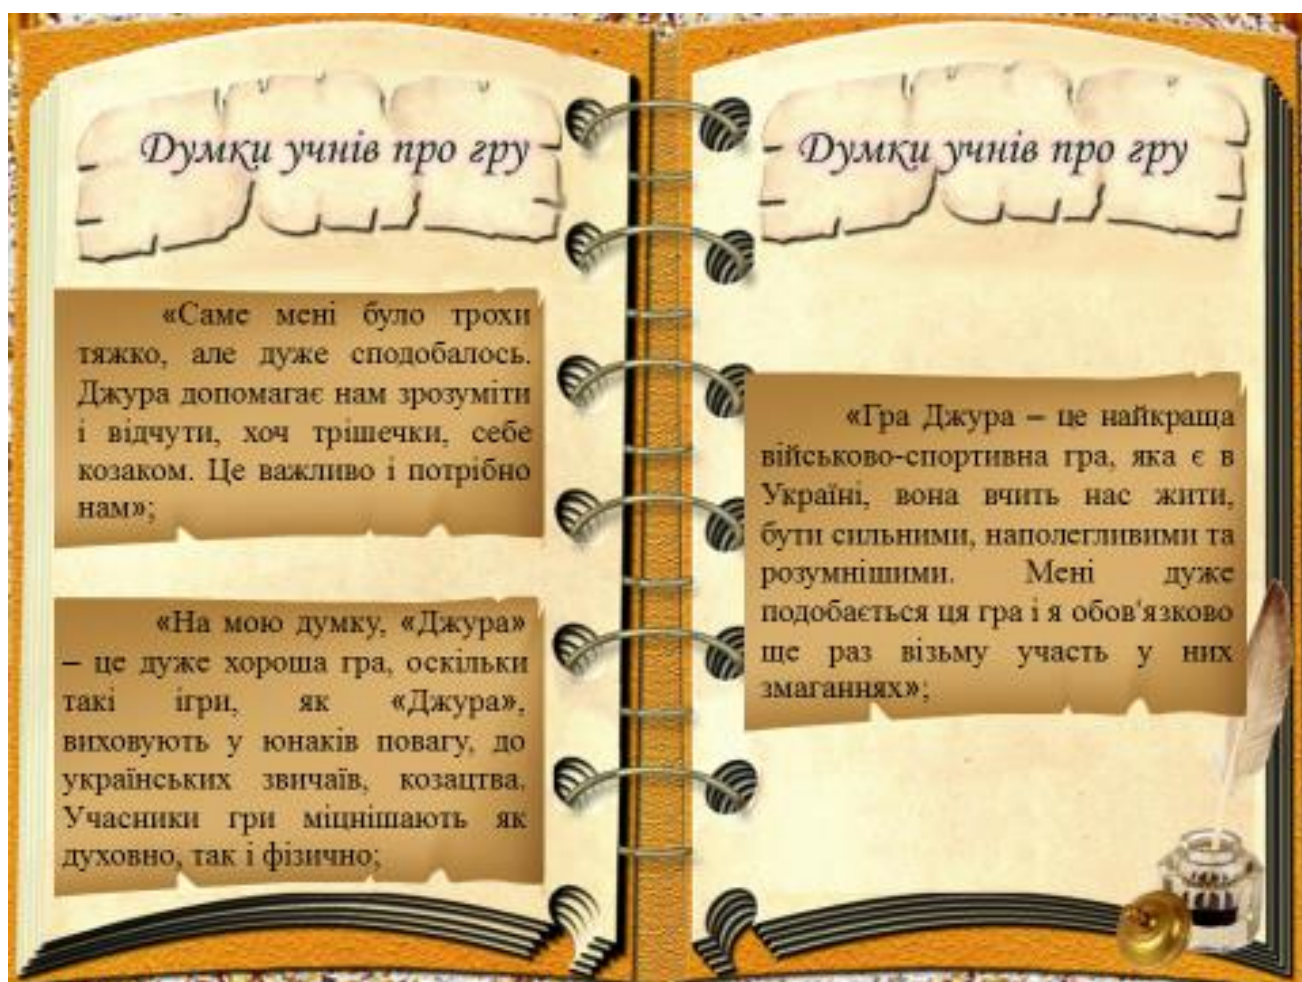 Думки учнів про гру
«Саме мені було трохи
тяжко, але дуже сподобалось.
Джура допомагає нам зрозуміти
і відчути, хоч трішечки, себе
козаком. Це важливо і потрібно
нам»;
«На мою думку, «Джура»
– це дуже хороша гра, оскільки
такі ігри, як «Джура»,
виховують у юнаків повагу, до
українських звичаїв, козацтва.
Учасники гри міцнішають як
духовно, так і фізично;
Думки учнів про гру
«Гра Джура – це найкраща
військово-спортивна гра, яка є в
Україні, вона вчить нас жити,
бути сильними, наполегливими та
розумнішими. Мені дуже
подобається ця гра і я обов'язково
ще раз візьму участь у них
змаганнях»;